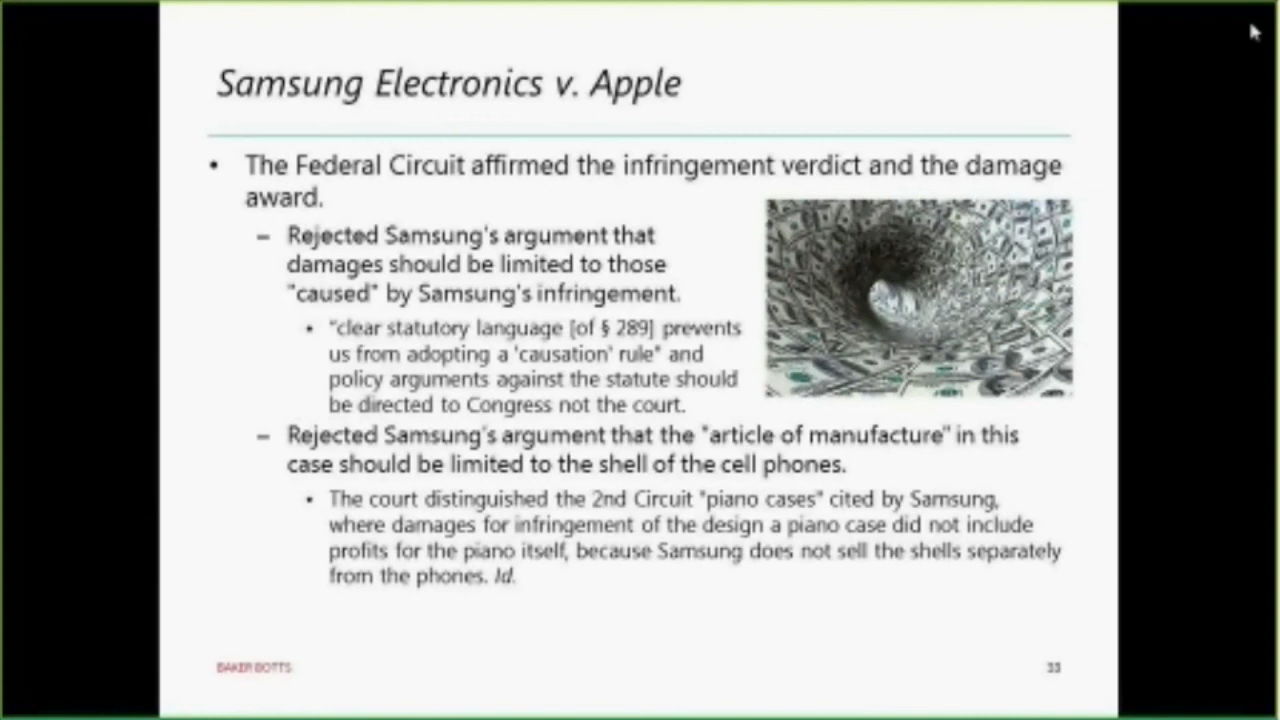 Samsung Electronics v. Apple
• The Federal Circuit affirmed the infringement verdict and the damage
award.
– Rejected Samsung's argument that
damages should be limited to those
"caused" by Samsung's infringement.
• "clear statutory language [of § 289] prevents
us from adopting a 'causation' rule" and
policy arguments against the statute should
be directed to Congress not the court.
– Rejected Samsung's argument that the "article of manufacture" in this
case should be limited to the shell of the cell phones.
• The court distinguished the 2nd Circuit "piano cases" cited by Samsung,
where damages for infringement of the design a piano case did not include
profits for the piano itself, because Samsung does not sell the shells separately
from the phones. Id.
BAKER BOTTS
33